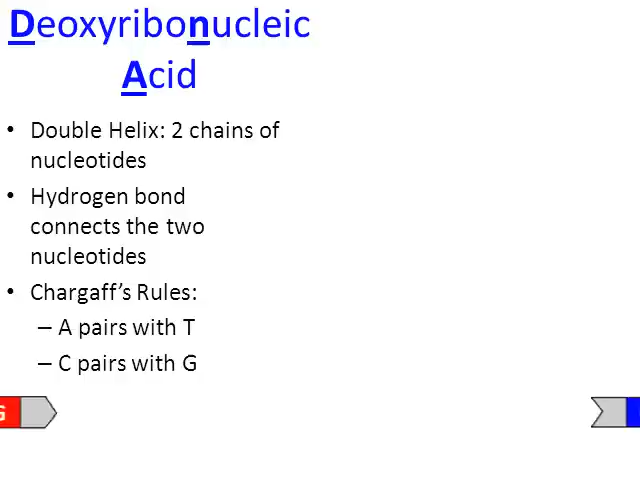 Deoxyribonucleic
Acid
• Double Helix: 2 chains of
nucleotides
• Hydrogen bond
connects the two
nucleotides
• Chargaff’s Rules:
– A pairs with T
– C pairs with G
G